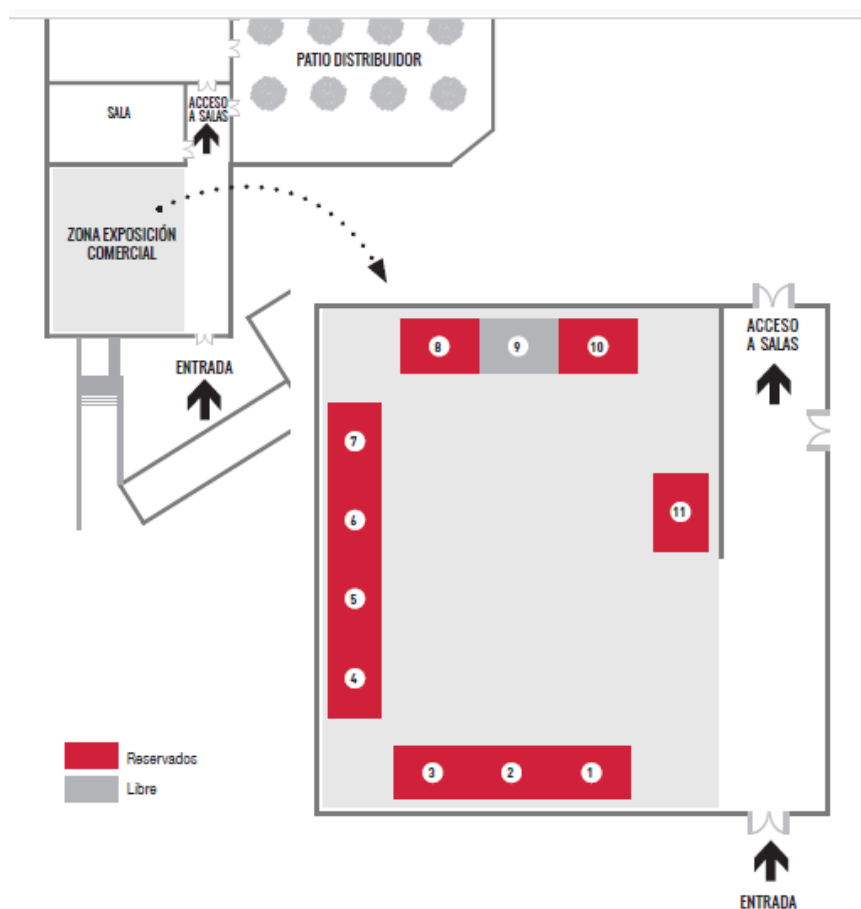 PATIO DISTRIBUIDOR
SALA
ACCESO
A SALAS
ZONA EXPOSICIÓN
COMERCIAL
ENTRADA
ACCESO
A SALAS
8
9
10
7
11
6
5
4
3
2
1
Reservados
Libre
ENTRADA